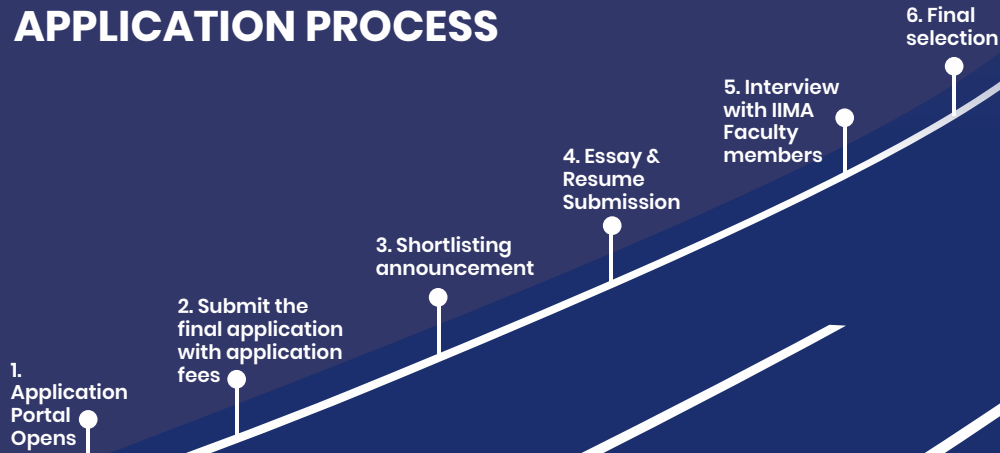 APPLICATION PROCESS
1.
Application
Portal
Opens
2. Submit the
final application
with application
fees
3. Shortlisting
announcement
4. Essay &
Resume
Submission
5. Interview
with IIMA
Faculty
members
6. Final
selection